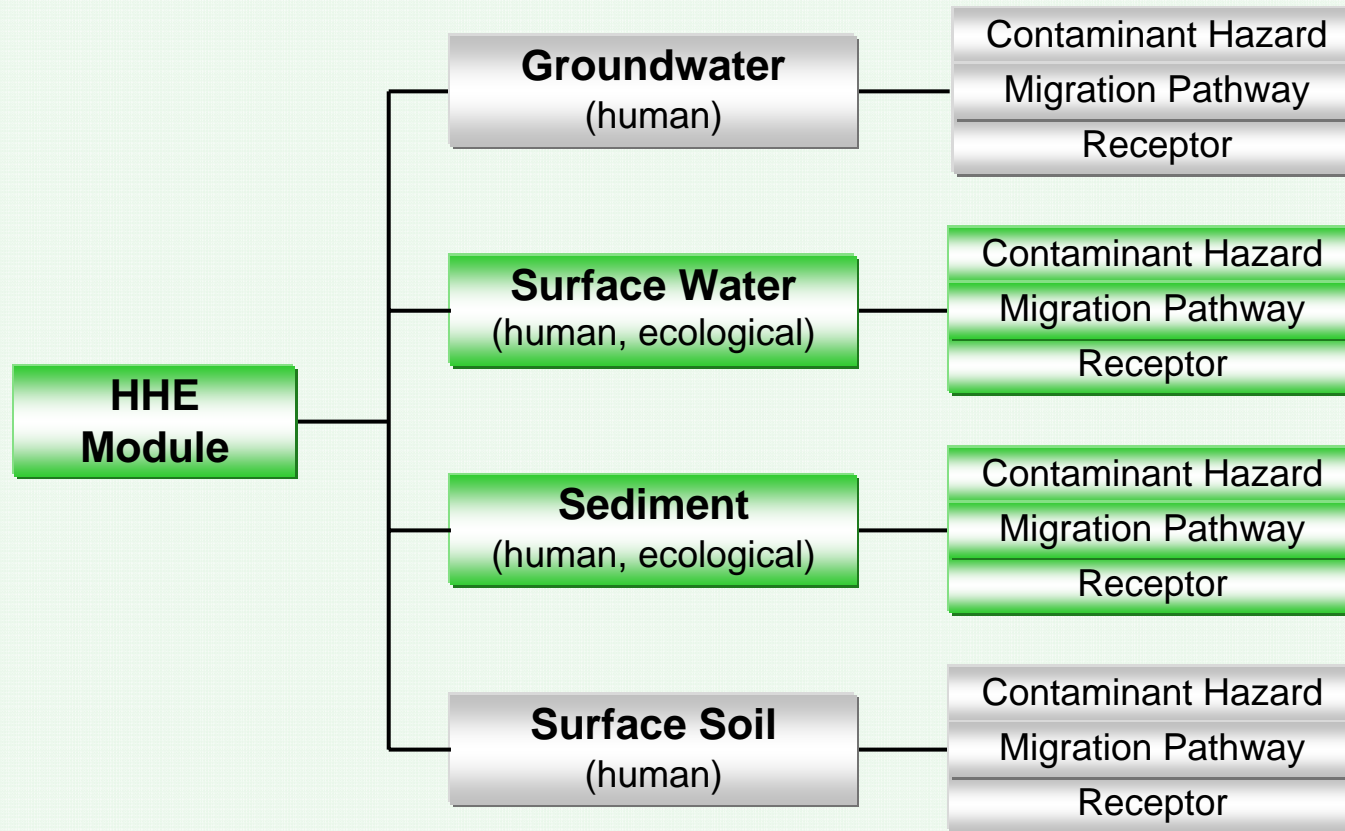 HHE
Module
Groundwater
(human)
Contaminant Hazard
Migration Pathway
Receptor
Surface Water
(human, ecological)
Contaminant Hazard
Migration Pathway
Receptor
Sediment
(human, ecological)
Contaminant Hazard
Migration Pathway
Receptor
Surface Soil
(human)
Contaminant Hazard
Migration Pathway
Receptor